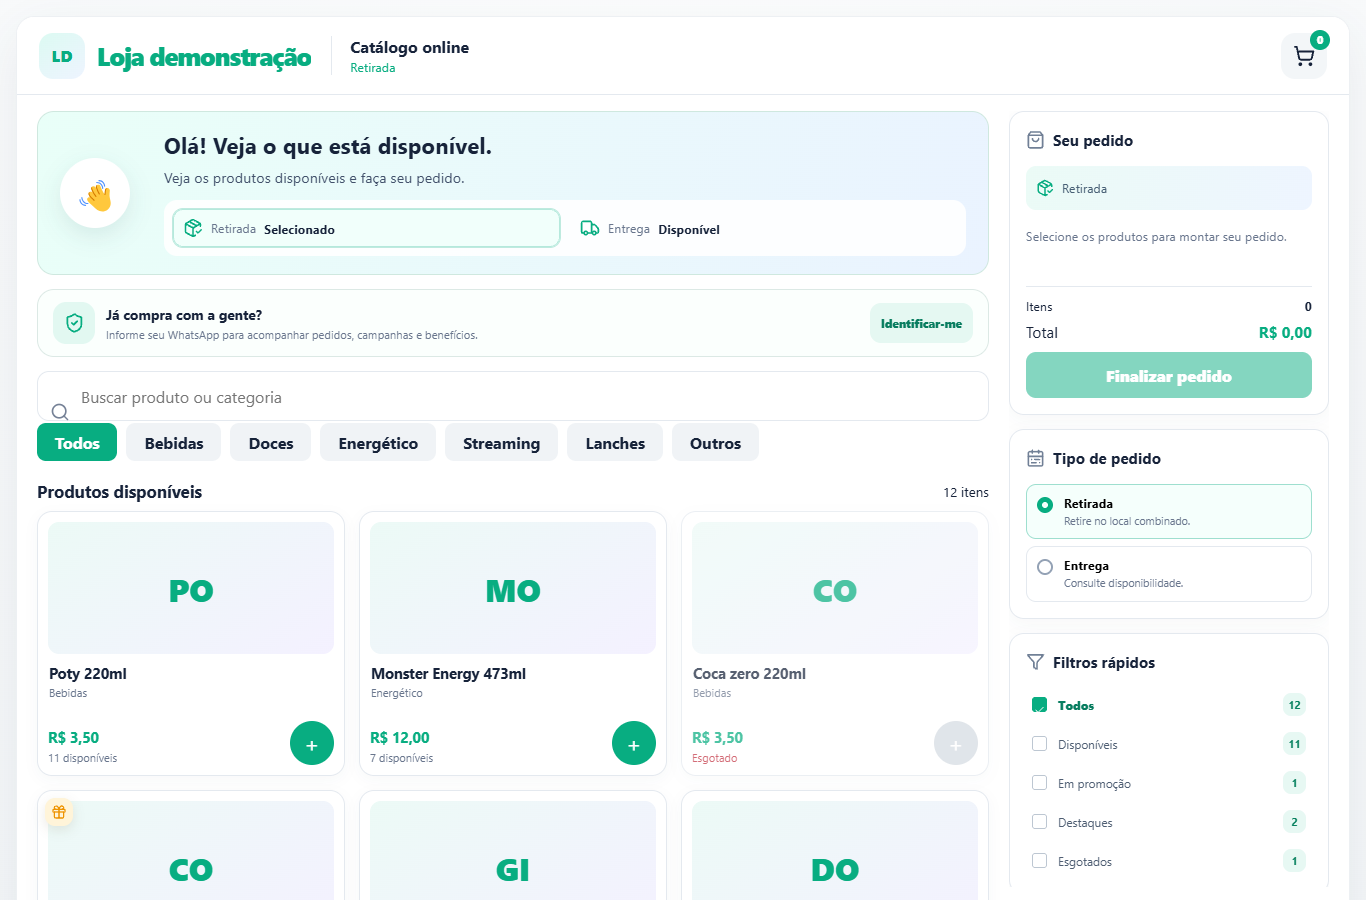 LD
Loja demonstração
Catálogo online
Retirada
0
Olá! Veja o que está disponível.
Veja os produtos disponíveis e faça seu pedido.
Retirada Selecionado
Entrega Disponível
Já compra com a gente?
Informe seu WhatsApp para acompanhar pedidos, campanhas e benefícios.
Identificar-me
Buscar produto ou categoria
Todos
Bebidas
Doces
Energético
Streaming
Lanches
Outros
Produtos disponíveis
12 itens
PO
Poty 220ml
Bebidas
R$ 3,50
11 disponíveis
+
MO
Monster Energy 473ml
Energético
R$ 12,00
7 disponíveis
+
CO
Coca zero 220ml
Bebidas
R$ 3,50
Esgotado
+
CO
GI
DO
Seu pedido
Retirada
Selecione os produtos para montar seu pedido.
Itens 0
Total R$ 0,00
Finalizar pedido
Tipo de pedido
Retirada
Retire no local combinado.
Entrega
Consulte disponibilidade.
Filtros rápidos
Todos 12
Disponíveis 11
Em promoção 1
Destaques 2
Esgotados 1